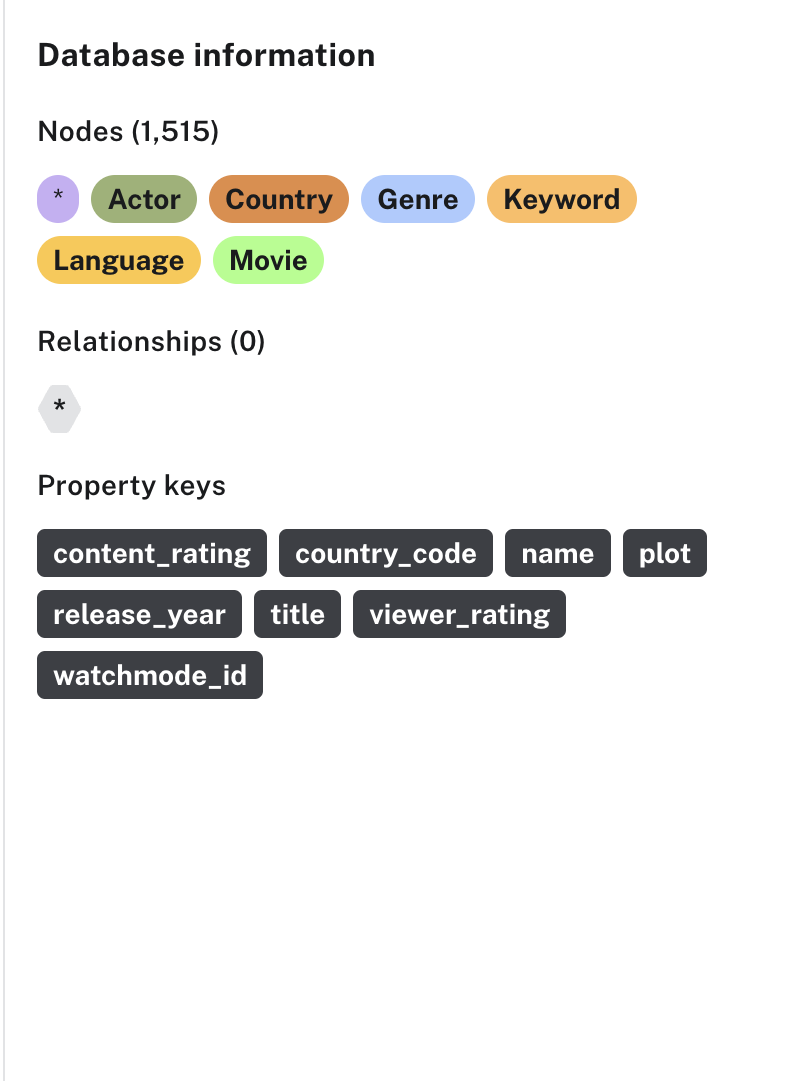 Database information
Nodes (1,515)
* Actor Country Genre Keyword
Language Movie
Relationships (0)
*
Property keys
content_rating country_code name plot
release_year title viewer_rating
watchmode_id